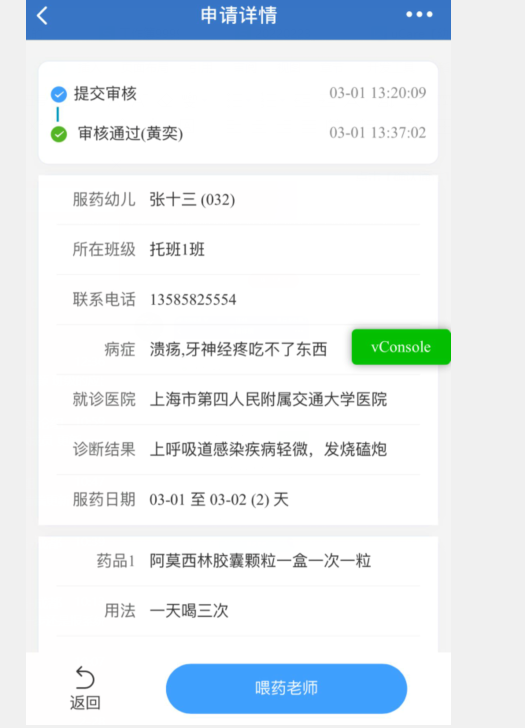 申请详情
提交审核 03-01 13:20:09
审核通过(黄奕) 03-01 13:37:02
服药幼儿 张十三 (032)
所在班级 托班1班
联系电话 13585825554
病症 溃疡,牙神经疼吃不了东西
vConsole
就诊医院 上海市第四人民附属交通大学医院
诊断结果 上呼吸道感染疾病轻微，发烧磕炮
服药日期 03-01 至 03-02 (2) 天
药品1 阿莫西林胶囊颗粒一盒一次一粒
用法 一天喝三次
返回
喂药老师